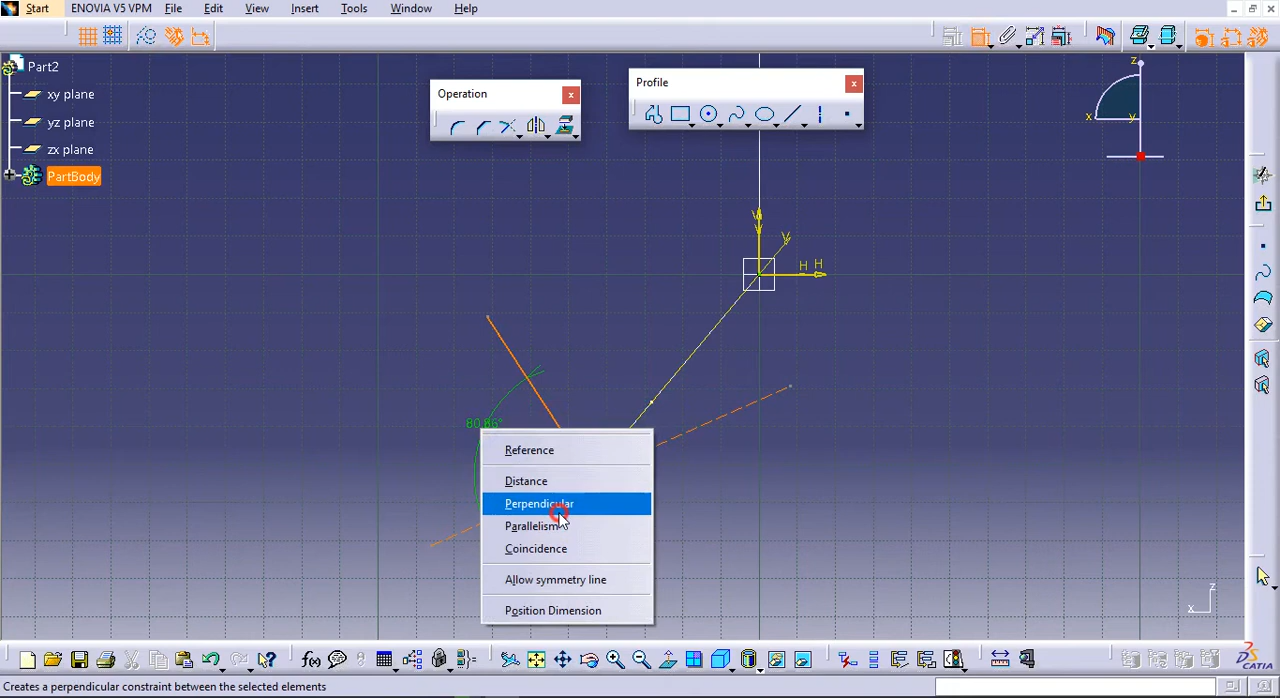 Start ENOVIA V5 VPM File Edit View Insert Tools Window Help
Part2
xy plane
yz plane
zx plane
PartBody
Operation
Profile
z
x
y
V
y
H H
80.86°
Reference
Distance
Perpendicular
Parallelism
Coincidence
Allow symmetry line
Position Dimension
z
x
f(x)
CATIA
Creates a perpendicular constraint between the selected elements